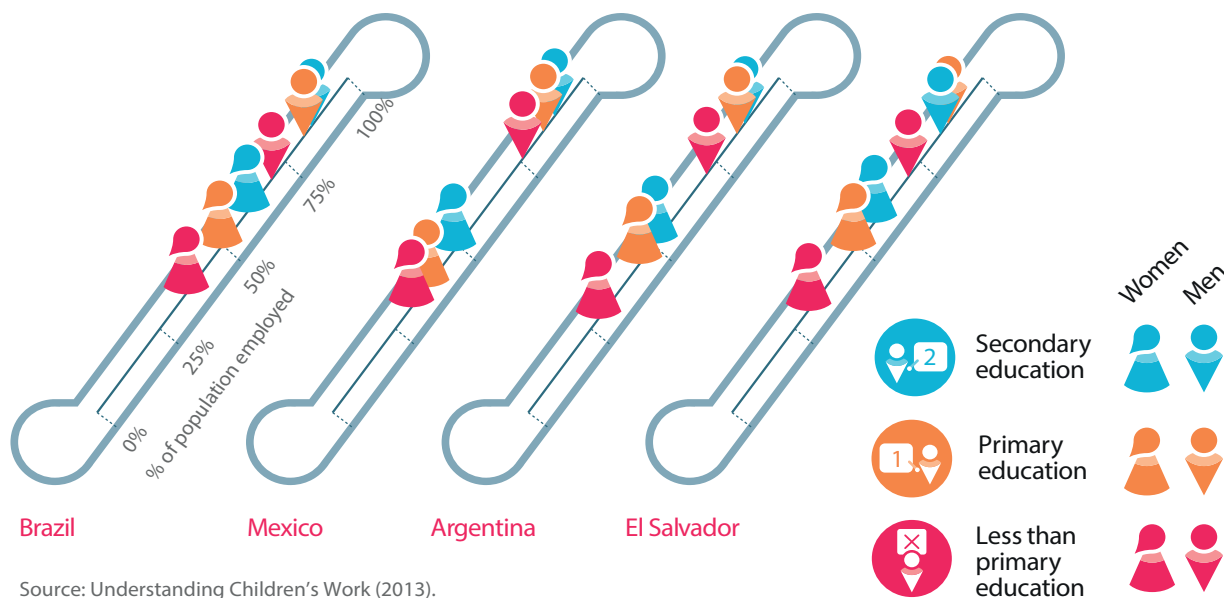 100%
75%
50%
25%
0%
% of population employed
Women
Men
2
Secondary
education
1
Primary
education
Less than
primary
education
Brazil
Mexico
Argentina
El Salvador
Source: Understanding Children’s Work (2013).